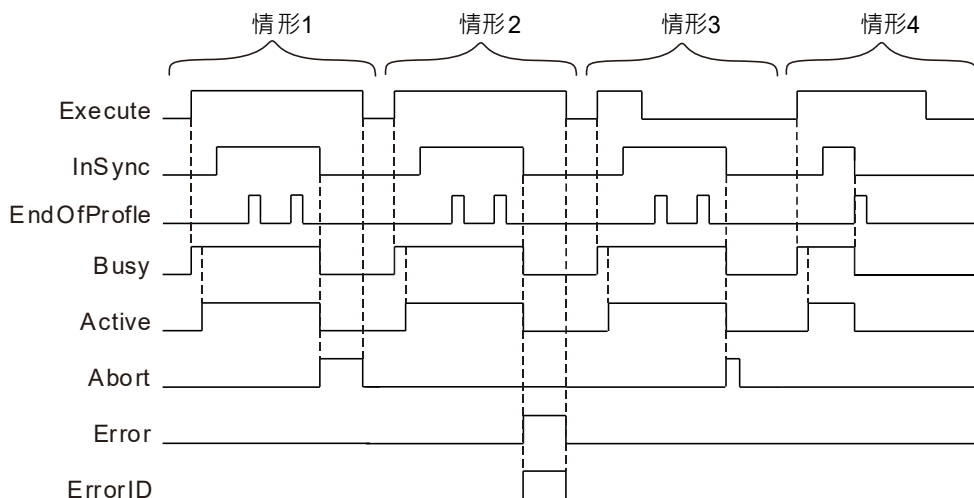 情形1 情形2 情形3 情形4
Execute
InSync
EndOfProfle
Busy
Active
Abort
Error
ErrorID